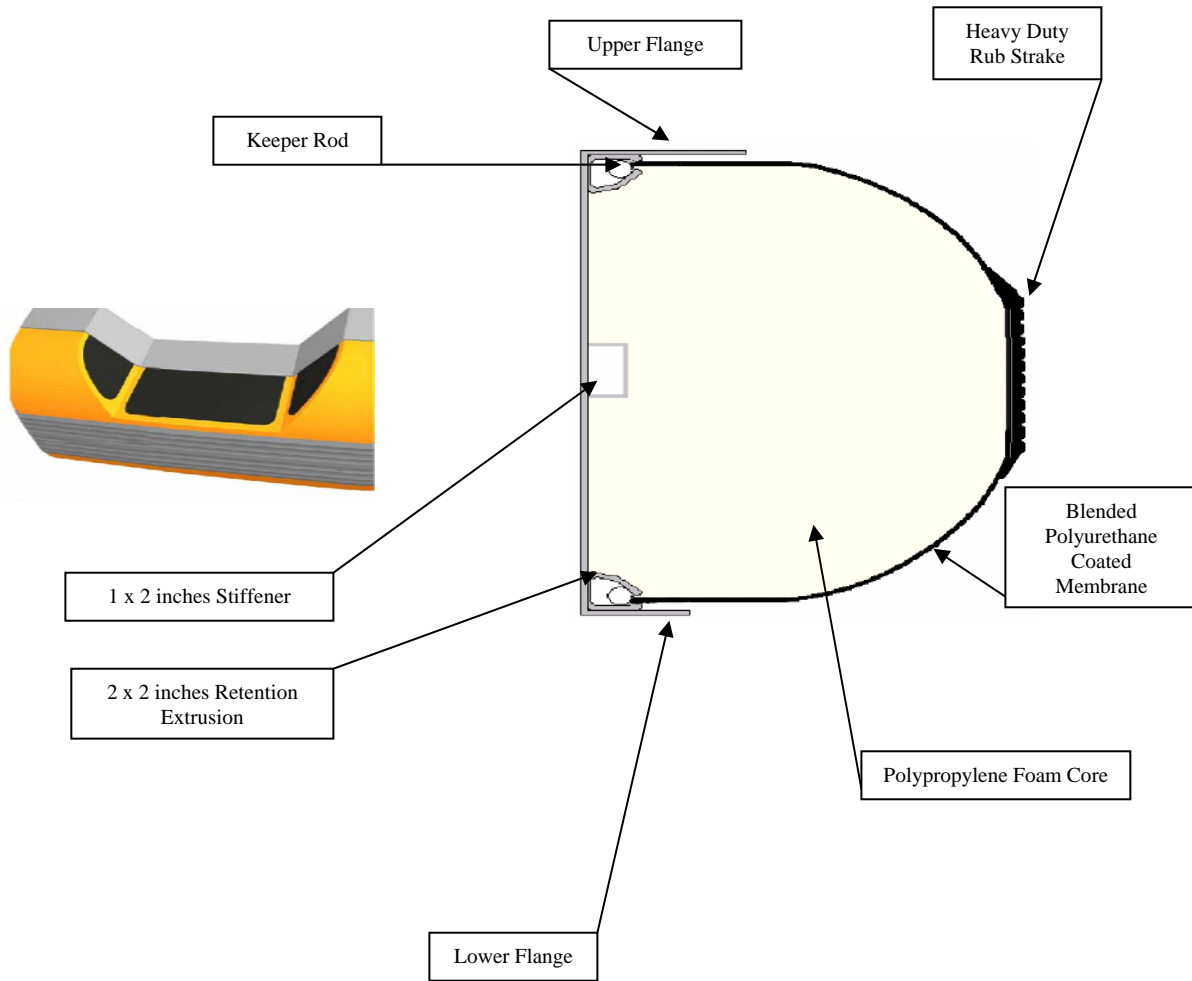 Upper Flange
Heavy Duty
Rub Strake
Keeper Rod
Blended
Polyurethane
Coated
Membrane
1 x 2 inches Stiffener
2 x 2 inches Retention
Extrusion
Polypropylene Foam Core
Lower Flange